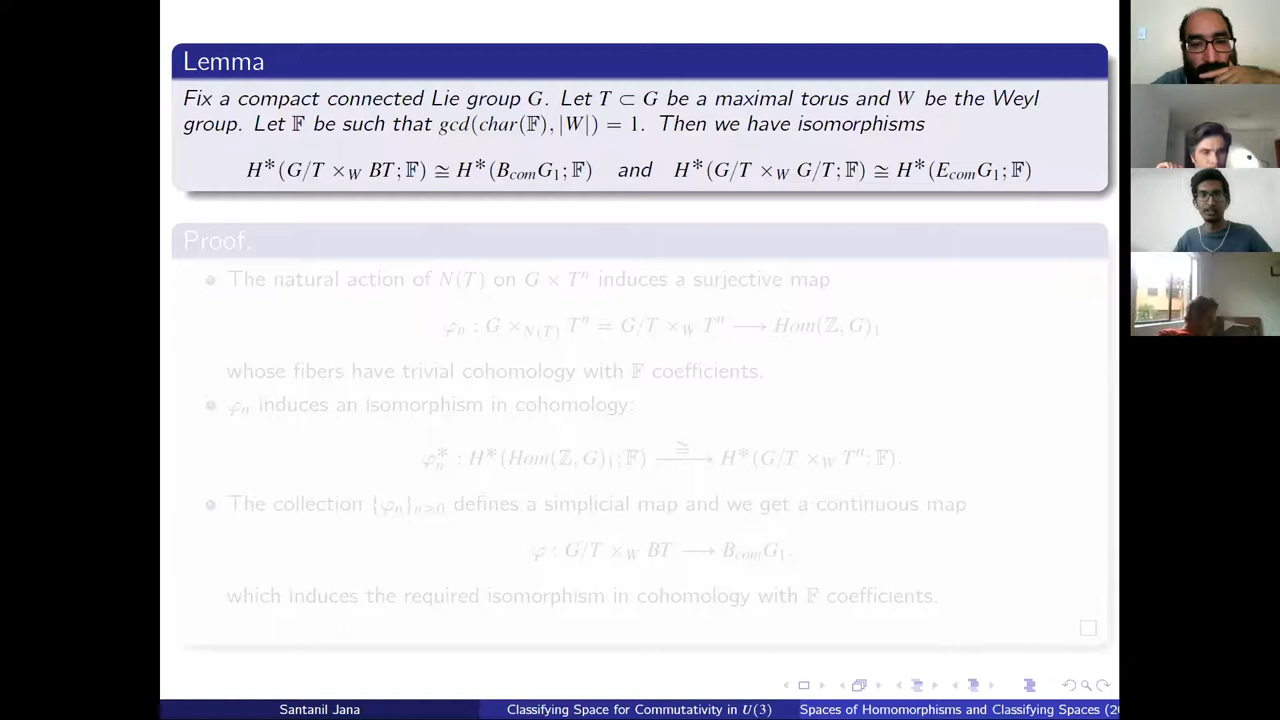 Lemma
Fix a compact connected Lie group G. Let T ⊂ G be a maximal torus and W be the Weyl
group. Let 𝔽 be such that gcd(char(𝔽), |W|) = 1. Then we have isomorphisms
H*(G/T ×_W BT; 𝔽) ≅ H*(B_com G_1; 𝔽) and H*(G/T ×_W G/T; 𝔽) ≅ H*(E_com G_1; 𝔽)
Proof.
The natural action of N(T) on G × T^n induces a surjective map
φ_n : G ×_N(T) T^n = G/T ×_W T^n ⟶ Hom(ℤ, G)_1
whose fibers have trivial cohomology with 𝔽 coefficients.
φ_n induces an isomorphism in cohomology:
φ_n^* : H*(Hom(ℤ, G)_1; 𝔽) ⟶≅ H*(G/T ×_W T^n; 𝔽).
The collection {φ_n}_n≥0 defines a simplicial map and we get a continuous map
φ : G/T ×_W BT ⟶ B_com G_1.
which induces the required isomorphism in cohomology with 𝔽 coefficients.
Santanil Jana
Classifying Space for Commutativity in U(3)
Spaces of Homomorphisms and Classifying Spaces (20